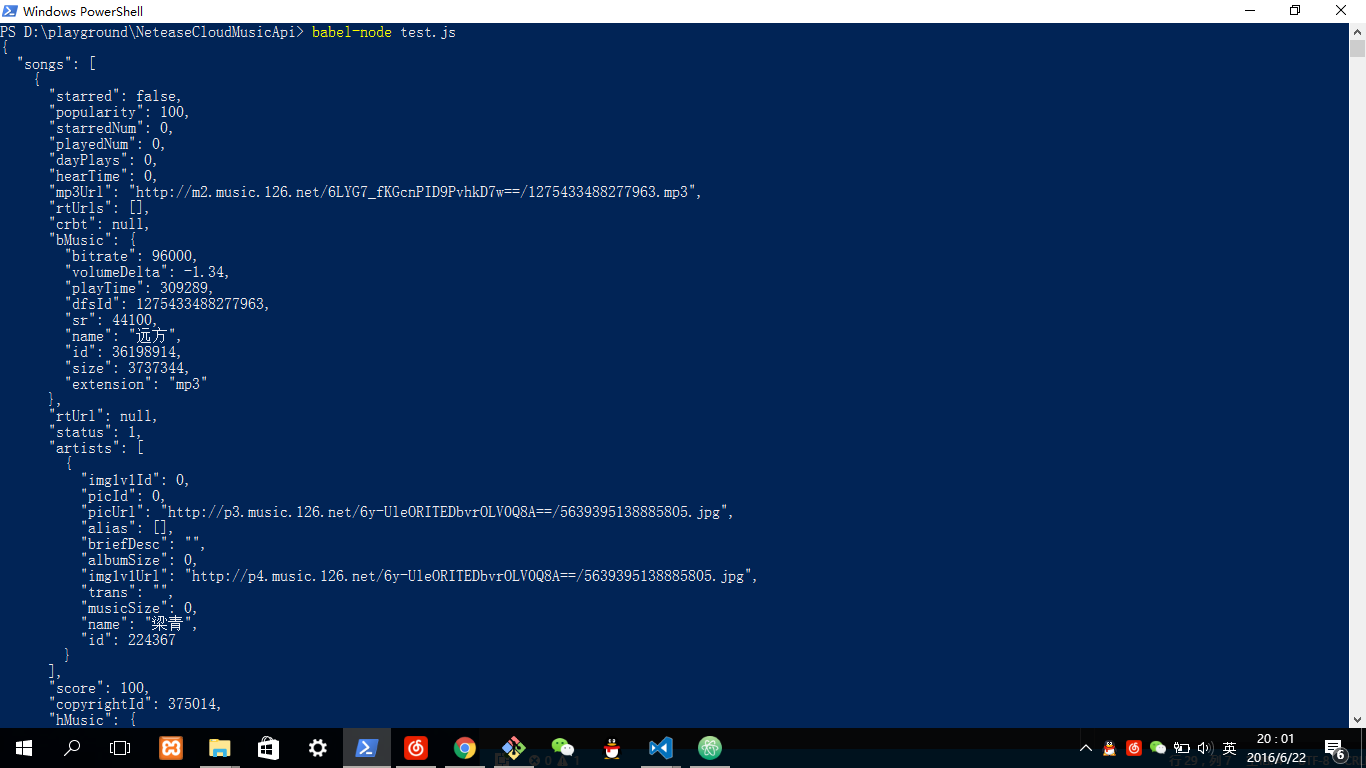 Windows PowerShell
PS D:\playground\NeteaseCloudMusicApi> babel-node test.js
{
"songs": [
{
"starred": false,
"popularity": 100,
"starredNum": 0,
"playedNum": 0,
"dayPlays": 0,
"hearTime": 0,
"mp3Url": "http://m2.music.126.net/6LYG7_fKGcnPID9PvhkD7w==/1275433488277963.mp3",
"rtUrls": [],
"crbt": null,
"bMusic": {
"bitrate": 96000,
"volumeDelta": -1.34,
"playTime": 309289,
"dfsId": 1275433488277963,
"sr": 44100,
"name": "远方",
"id": 36198914,
"size": 3737344,
"extension": "mp3"
},
"rtUrl": null,
"status": 1,
"artists": [
{
"img1v1Id": 0,
"picId": 0,
"picUrl": "http://p3.music.126.net/6y-UleORITEDbvrOLV0Q8A==/5639395138885805.jpg",
"alias": [],
"briefDesc": "",
"albumSize": 0,
"img1v1Url": "http://p4.music.126.net/6y-UleORITEDbvrOLV0Q8A==/5639395138885805.jpg",
"trans": "",
"musicSize": 0,
"name": "梁青",
"id": 224367
}
],
"score": 100,
"copyrightId": 375014,
"hMusic": {
英
20:01
2016/6/22
6